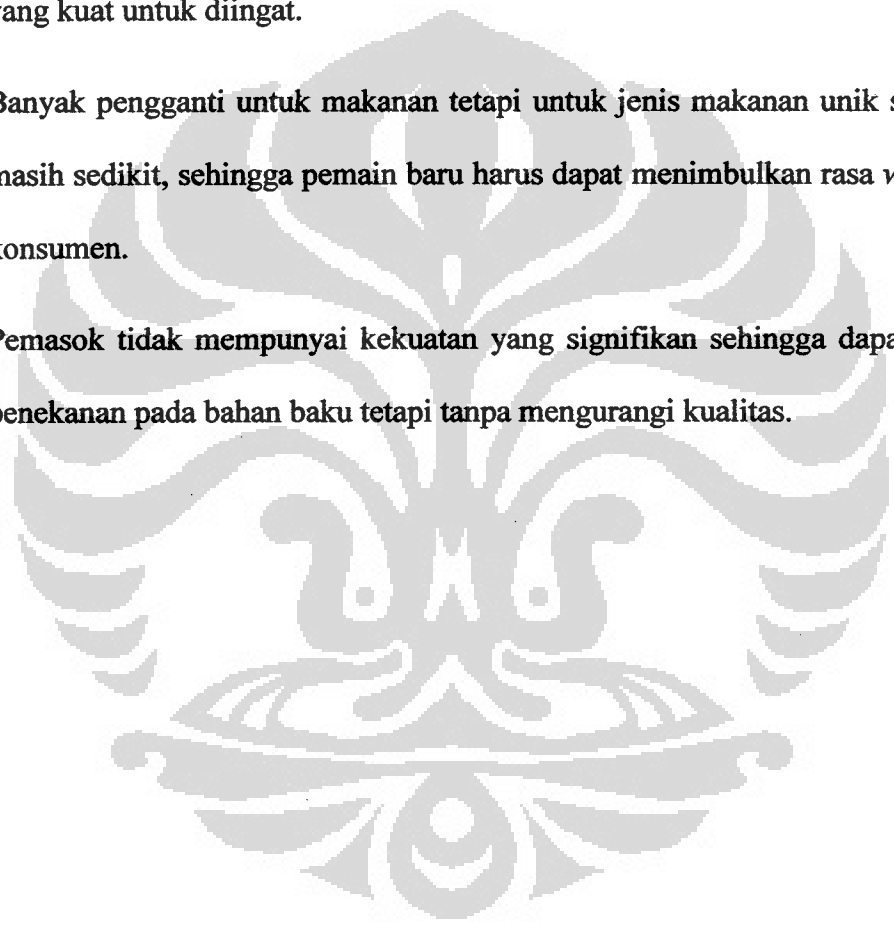 yang kuat untuk diingat.
Banyak pengganti untuk makanan tetapi untuk jenis makanan unik
masih sedikit, sehingga pemain baru harus dapat menimbulkan rasa
konsumen.
Pemasok tidak mempunyai kekuatan yang signifikan sehingga
penekanan pada bahan baku tetapi tanpa mengurangi kualitas.